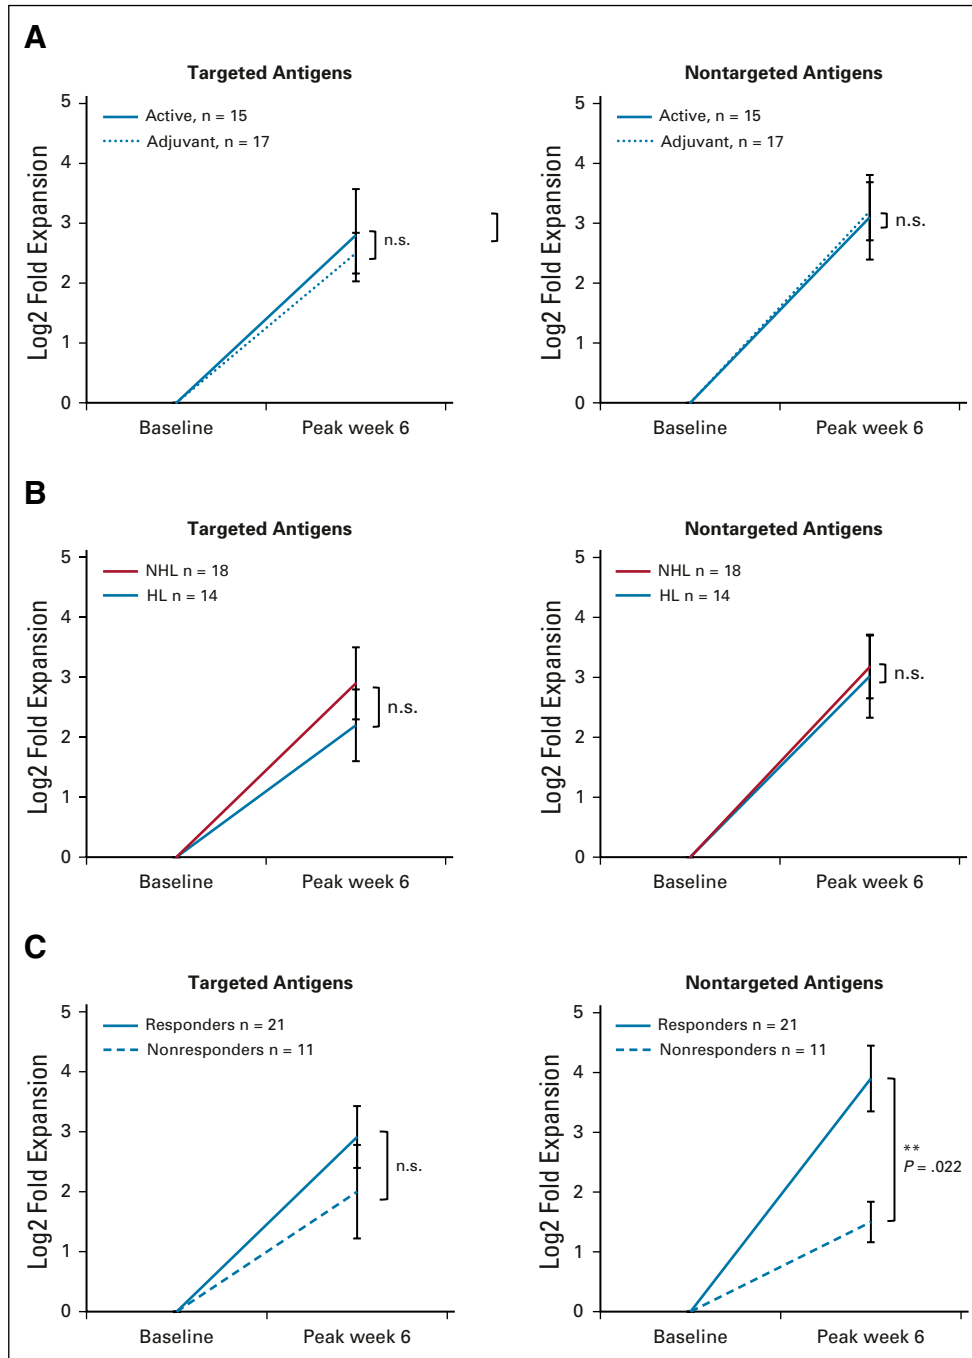 A
Targeted Antigens
Log2 Fold Expansion
5
4
3
2
1
0
Active, n = 15
Adjuvant, n = 17
n.s.
Baseline
Peak week 6
Nontargeted Antigens
Log2 Fold Expansion
5
4
3
2
1
0
Active, n = 15
Adjuvant, n = 17
n.s.
Baseline
Peak week 6
B
Targeted Antigens
Log2 Fold Expansion
5
4
3
2
1
0
NHL n = 18
HL n = 14
n.s.
Baseline
Peak week 6
Nontargeted Antigens
Log2 Fold Expansion
5
4
3
2
1
0
NHL n = 18
HL n = 14
n.s.
Baseline
Peak week 6
C
Targeted Antigens
Log2 Fold Expansion
5
4
3
2
1
0
Responders n = 21
Nonresponders n = 11
n.s.
Baseline
Peak week 6
Nontargeted Antigens
Log2 Fold Expansion
5
4
3
2
1
0
Responders n = 21
Nonresponders n = 11
**
P = .022
Baseline
Peak week 6